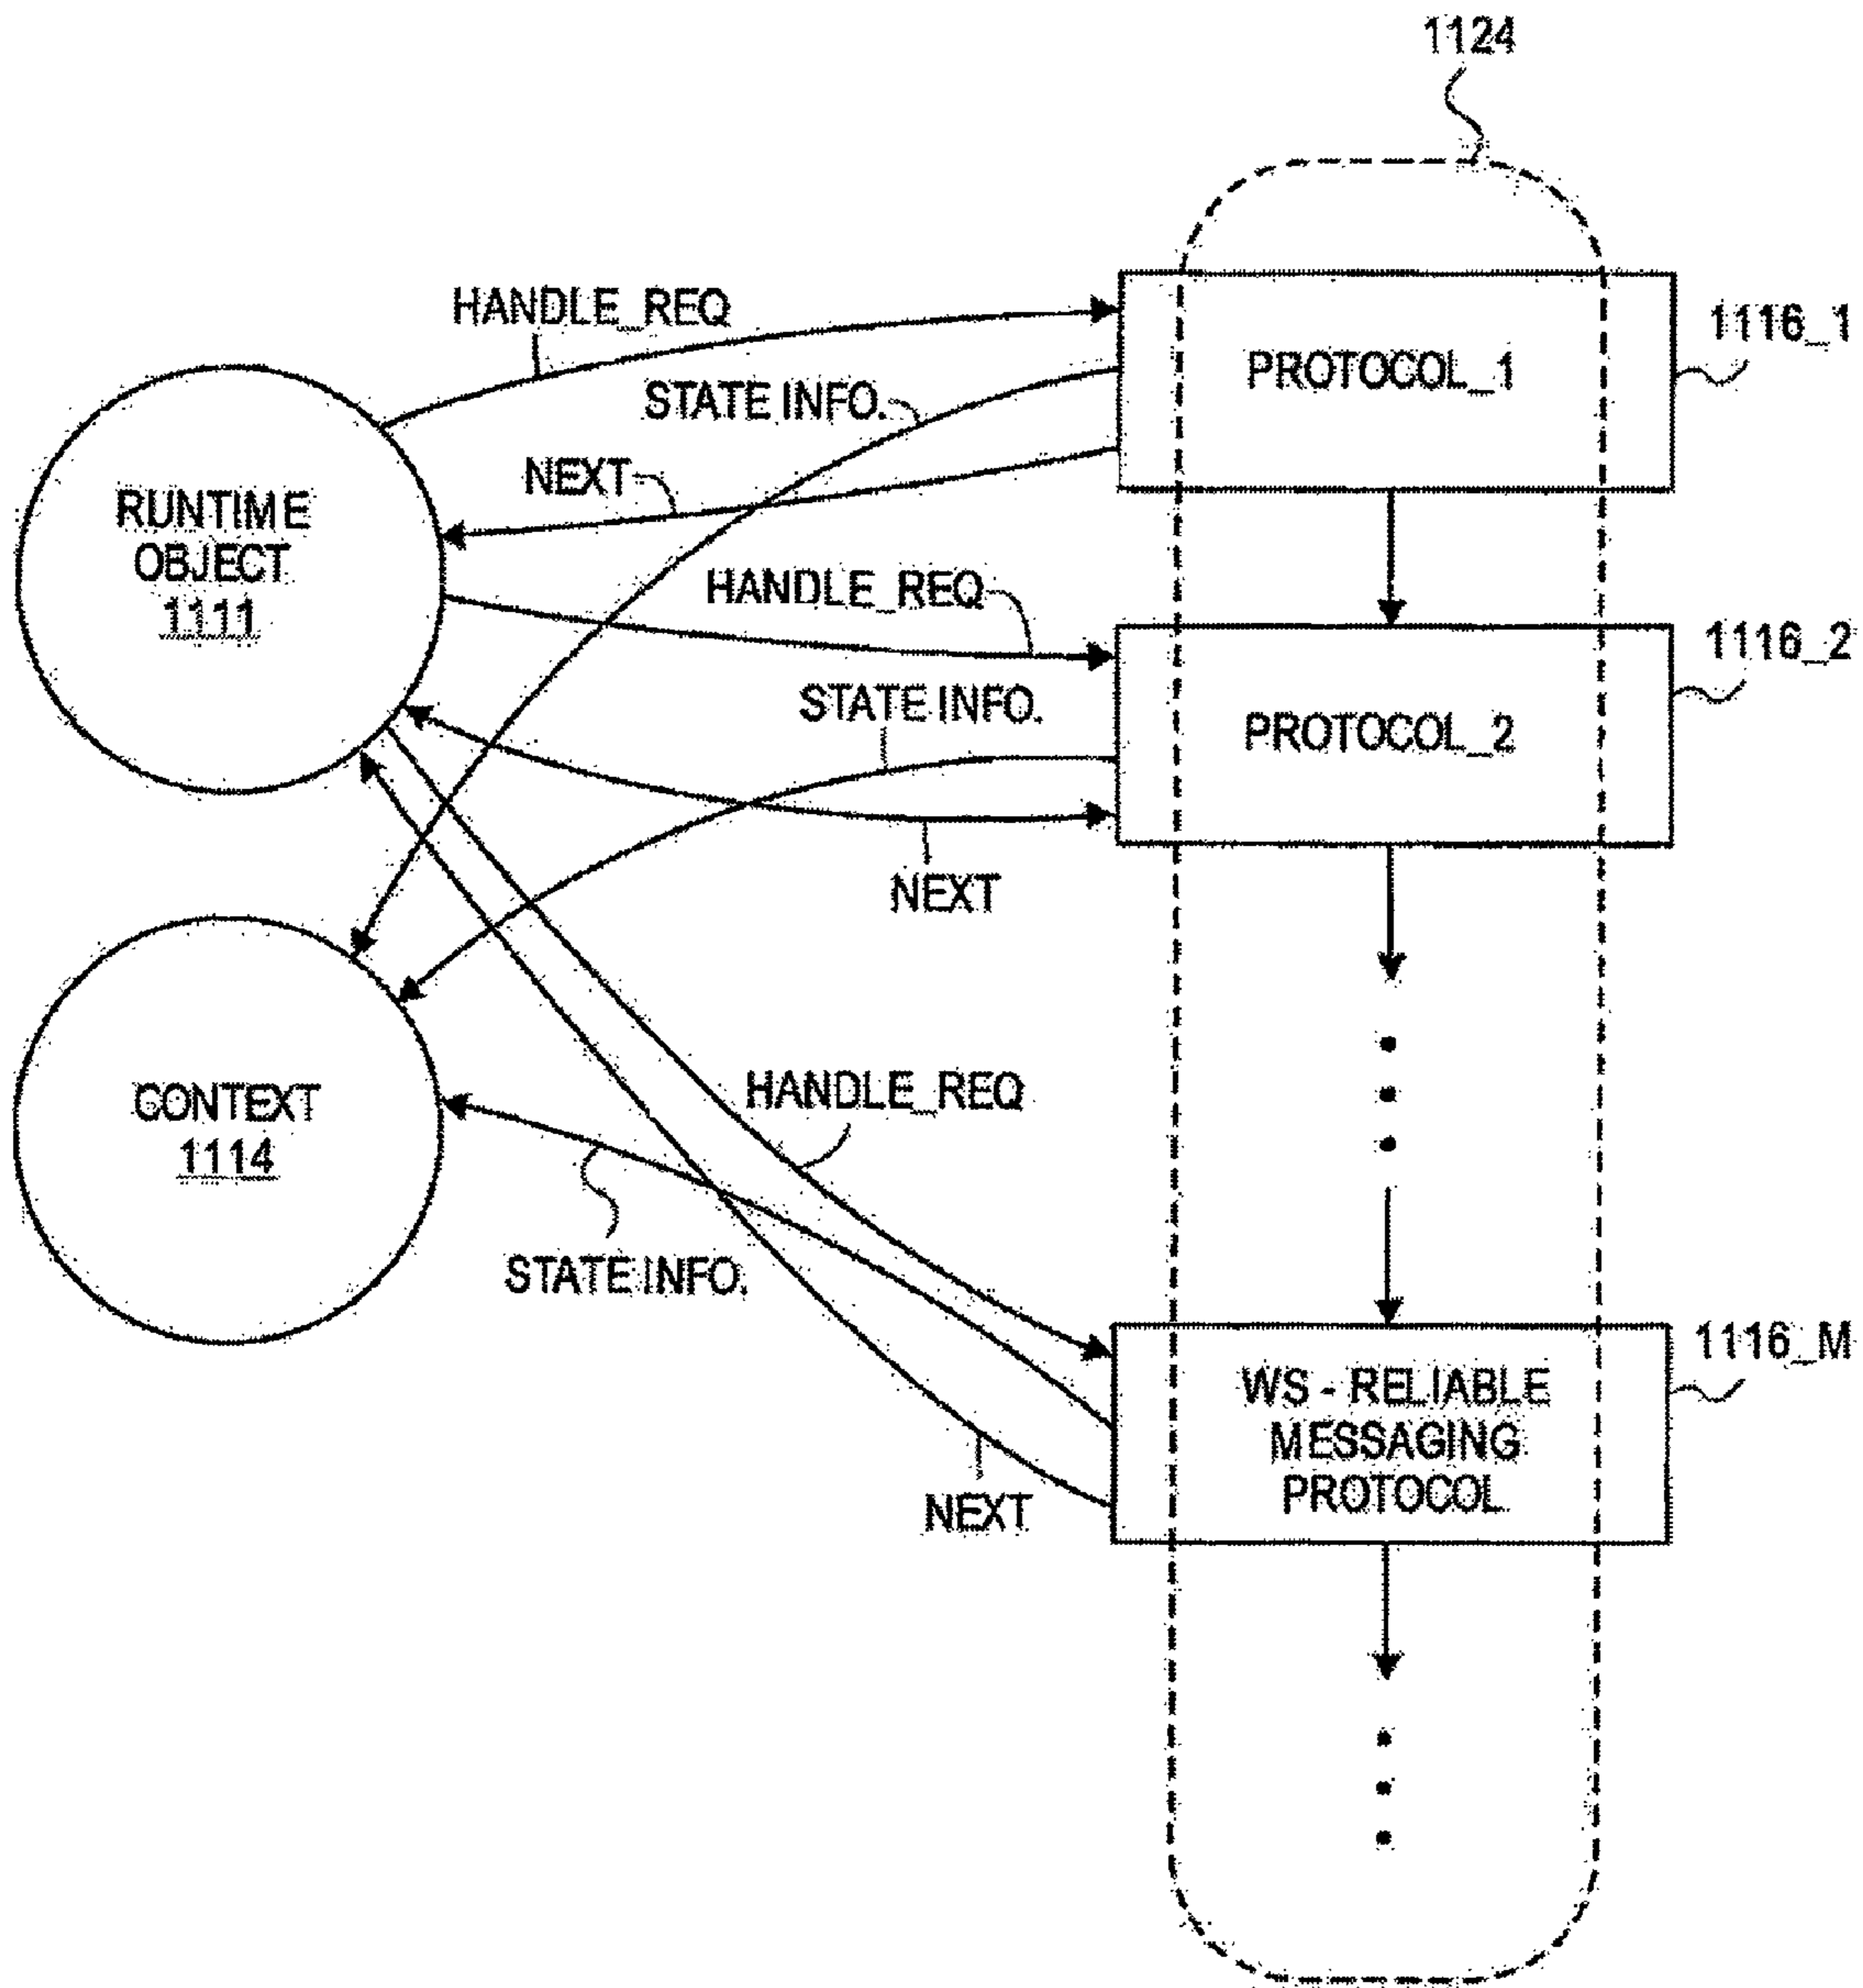 1124
HANDLE_REQ
1116_1
PROTOCOL_1
STATE INFO.
NEXT
RUNTIME
OBJECT
1111
HANDLE_REQ
1116_2
STATE INFO.
PROTOCOL_2
NEXT
HANDLE_REQ
CONTEXT
1114
STATE INFO.
1116_M
WS - RELIABLE
MESSAGING
PROTOCOL
NEXT